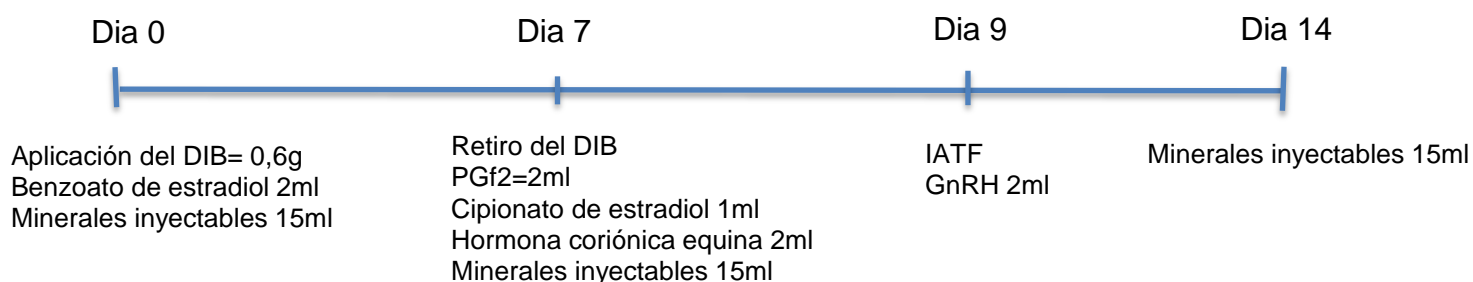 Dia 0
Dia 7
Dia 9
Dia 14
Aplicación del DIB= 0,6g
Benzoato de estradiol 2ml
Minerales inyectables 15ml
Retiro del DIB
PGf2=2ml
Cipionato de estradiol 1ml
Hormona coriónica equina 2ml
Minerales inyectables 15ml
IATF
GnRH 2ml
Minerales inyectables 15ml